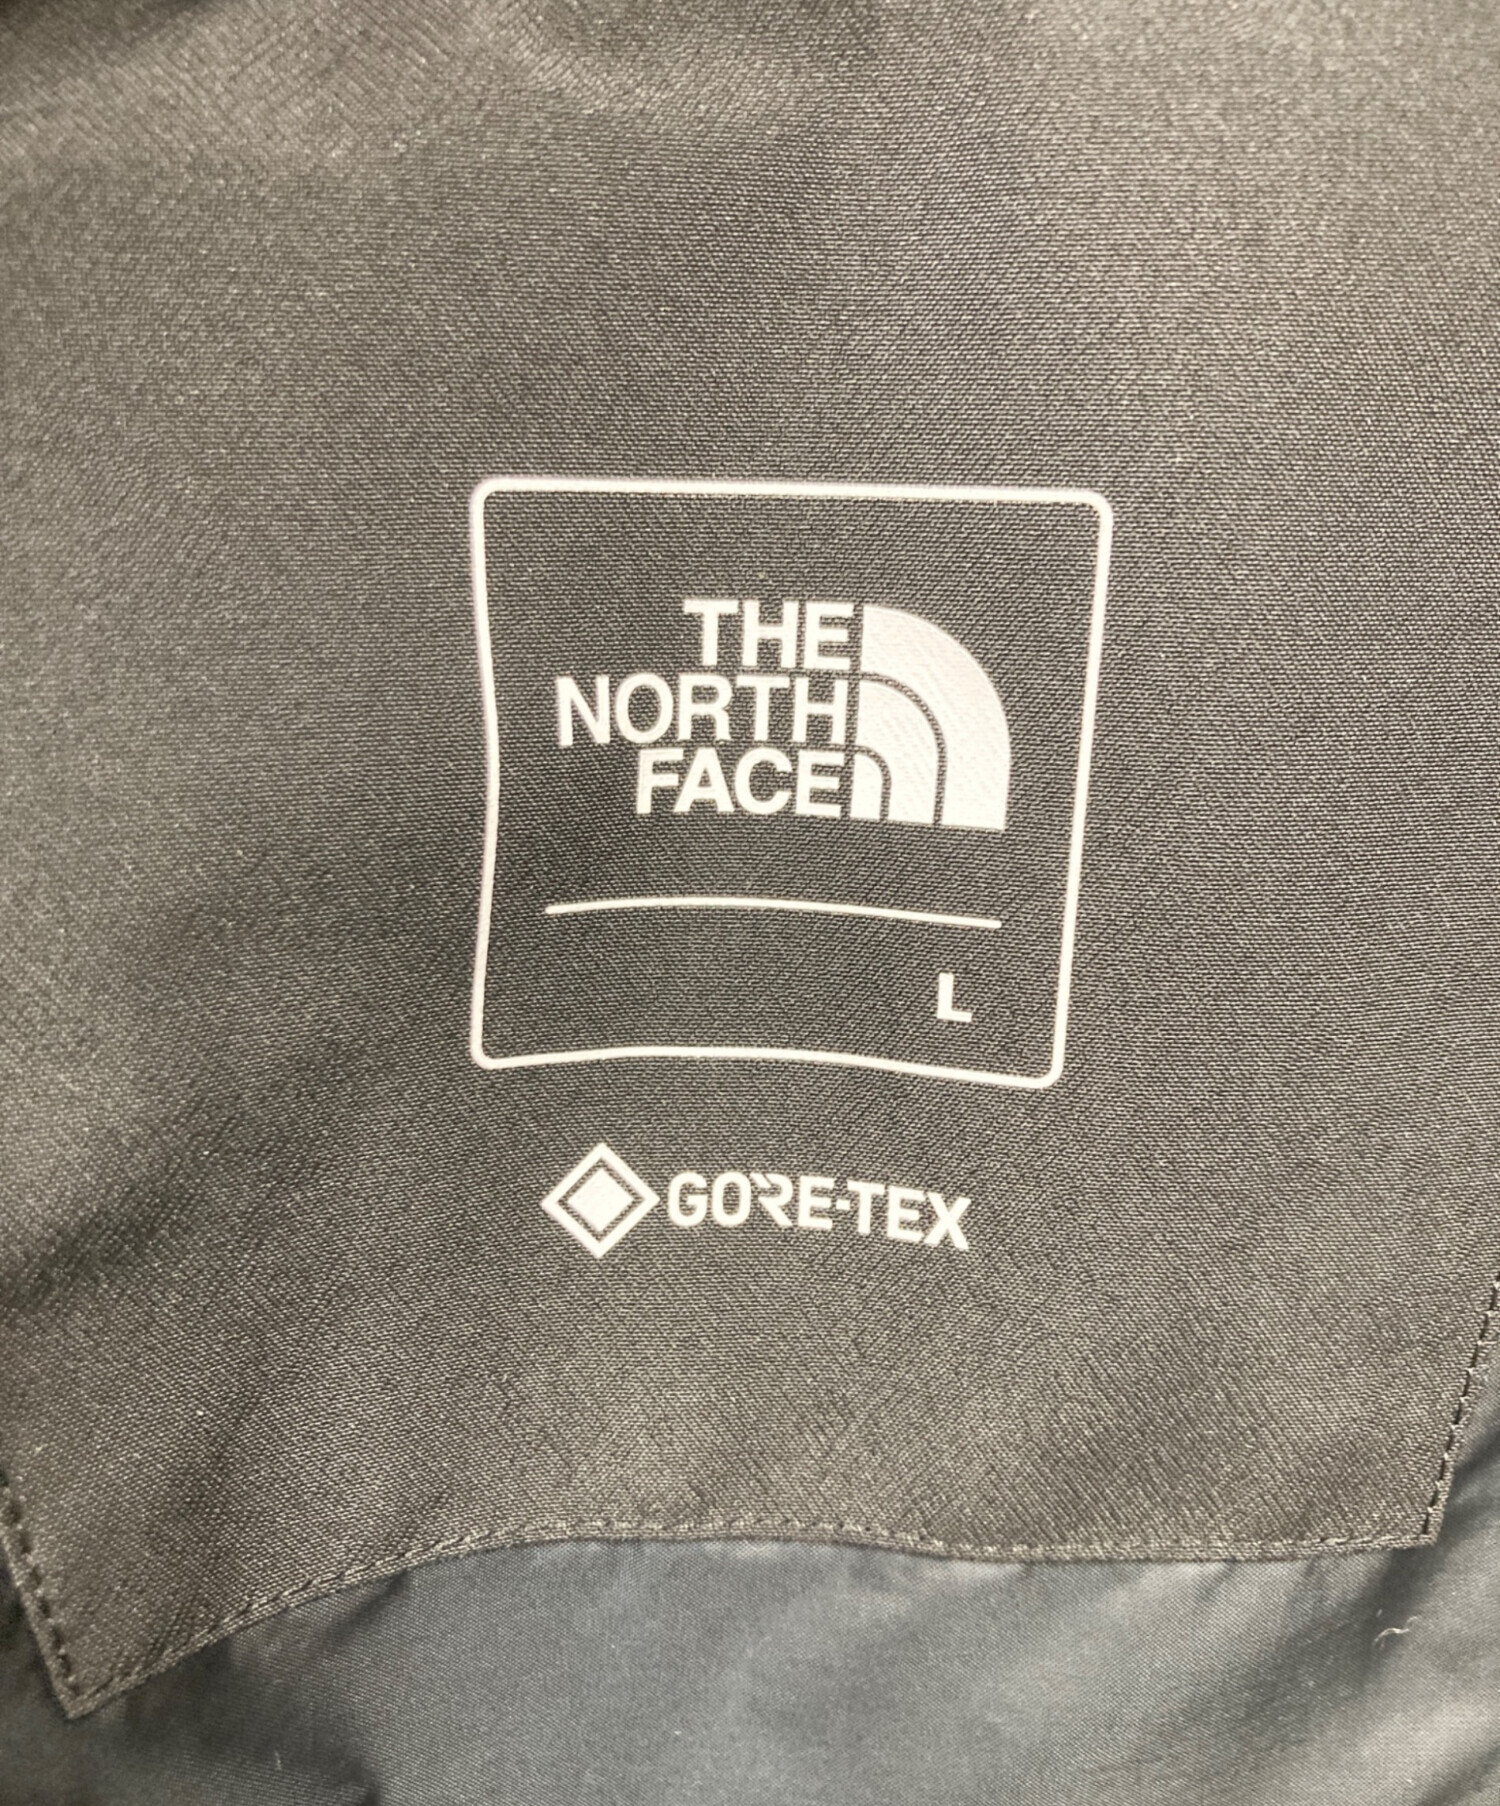 THE
NORTH
FACE
L
GORE-TEX